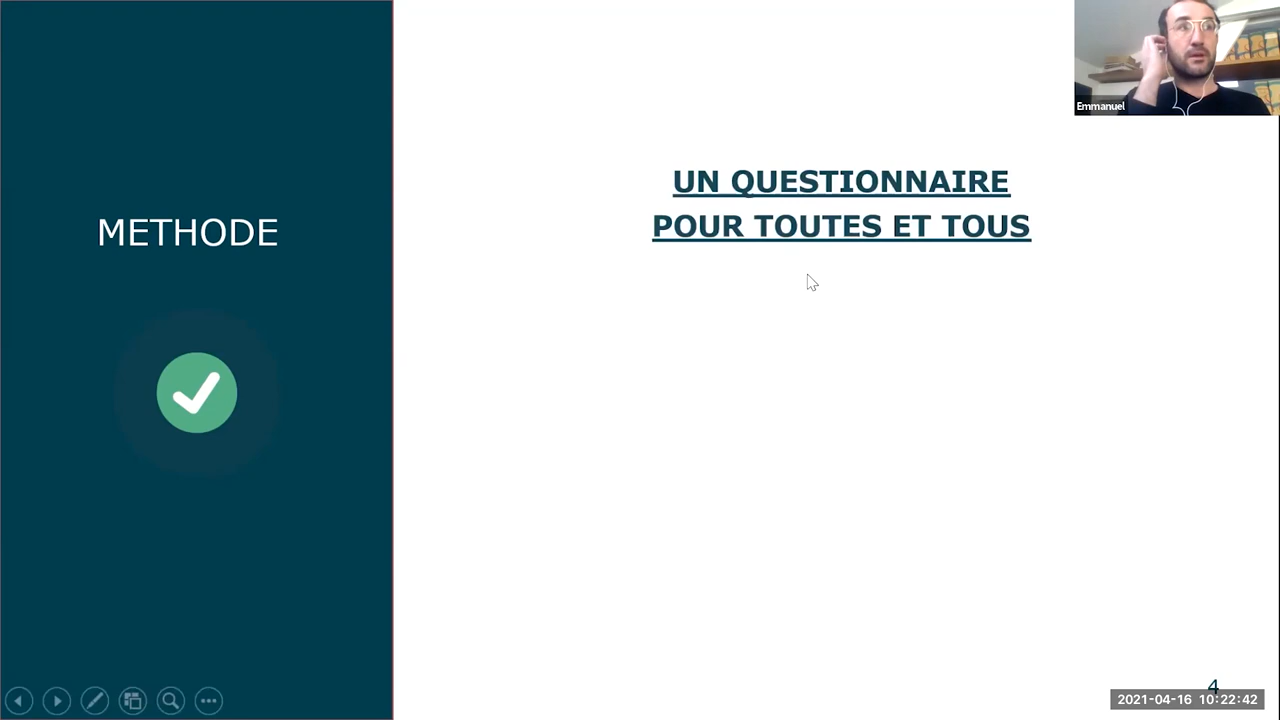 Emmanuel
UN QUESTIONNAIRE
POUR TOUTES ET TOUS
METHODE
4
2021-04-16 10:22:42